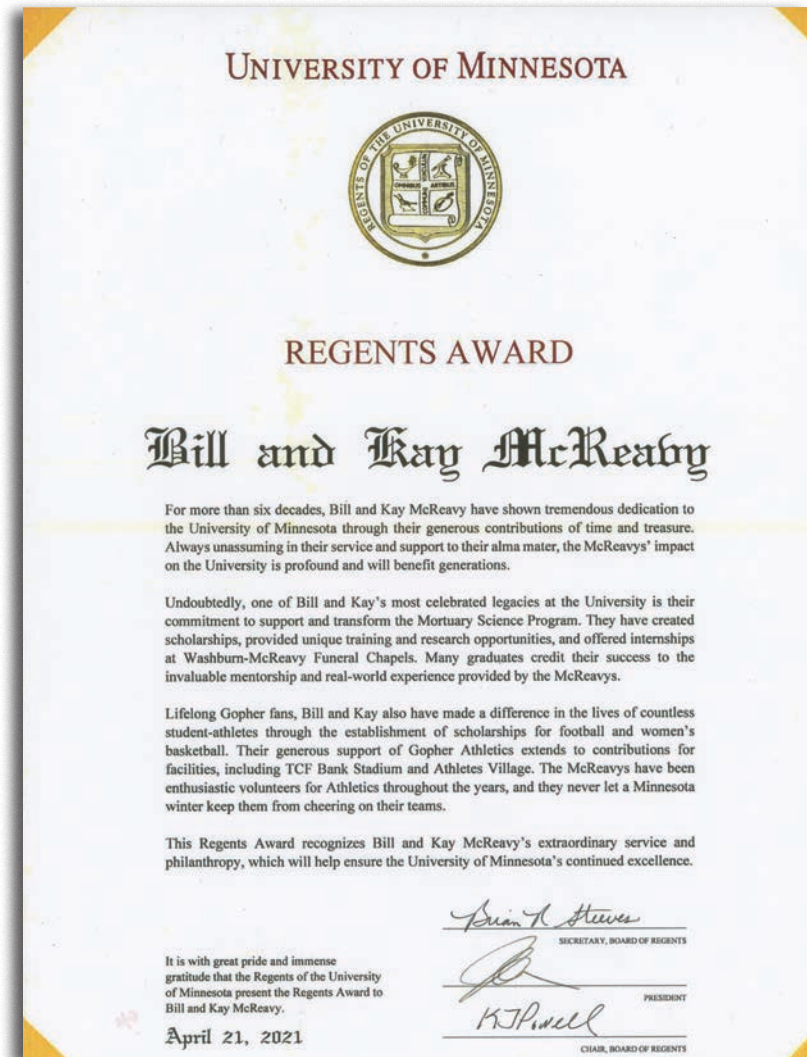 UNIVERSITY OF MINNESOTA
REGENTS OF THE UNIVERSITY OF MINNESOTA
OMNIBUS ARTIBUS
COMMUNE VINCULUM
REGENTS AWARD
Bill and Kay McReavy
For more than six decades, Bill and Kay McReavy have shown tremendous dedication to
the University of Minnesota through their generous contributions of time and treasure.
Always unassuming in their service and support to their alma mater, the McReavys' impact
on the University is profound and will benefit generations.
Undoubtedly, one of Bill and Kay's most celebrated legacies at the University is their
commitment to support and transform the Mortuary Science Program. They have created
scholarships, provided unique training and research opportunities, and offered internships
at Washburn-McReavy Funeral Chapels. Many graduates credit their success to the
invaluable mentorship and real-world experience provided by the McReavys.
Lifelong Gopher fans, Bill and Kay also have made a difference in the lives of countless
student-athletes through the establishment of scholarships for football and women's
basketball. Their generous support of Gopher Athletics extends to contributions for
facilities, including TCF Bank Stadium and Athletes Village. The McReavys have been
enthusiastic volunteers for Athletics throughout the years, and they never let a Minnesota
winter keep them from cheering on their teams.
This Regents Award recognizes Bill and Kay McReavy's extraordinary service and
philanthropy, which will help ensure the University of Minnesota's continued excellence.
Brian R Steeves
SECRETARY, BOARD OF REGENTS
It is with great pride and immense
gratitude that the Regents of the University
of Minnesota present the Regents Award to
Bill and Kay McReavy.
PRESIDENT
April 21, 2021
KJPowell
CHAIR, BOARD OF REGENTS